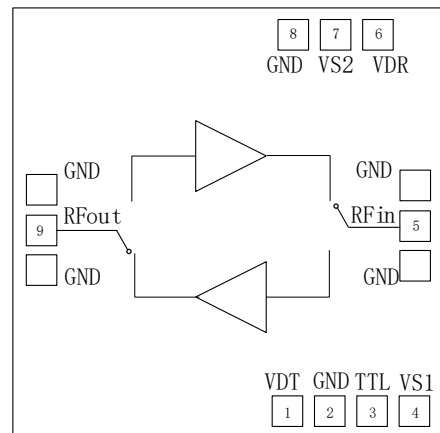 8 7 6
GND VS2 VDR
GND
GND
RFout
RFin
9
5
GND
GND
VDT GND TTL VS1
1 2 3 4